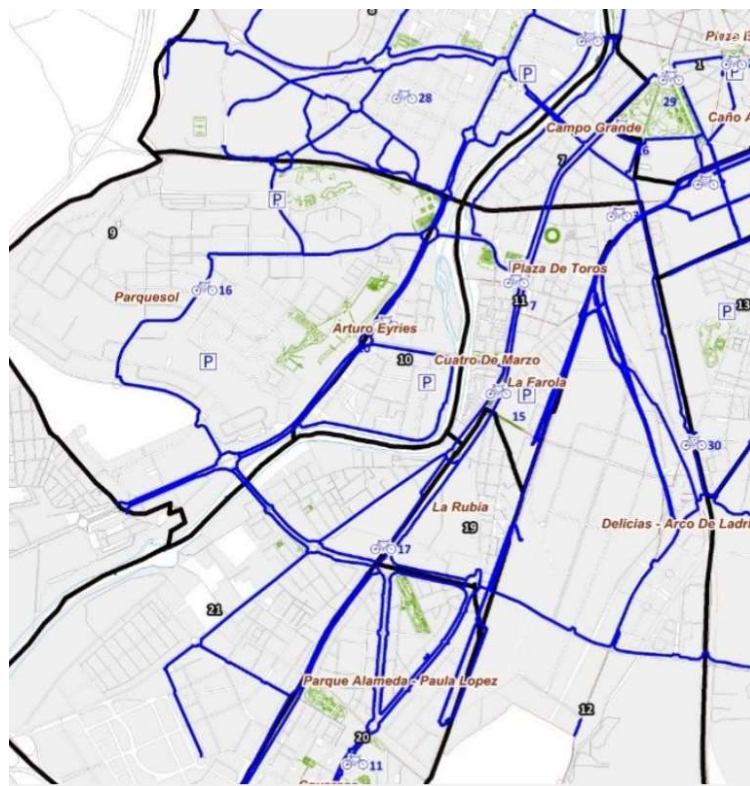 8
1
P
P
28
29
Campo Grande
6
7
P
9
Plaza De Toros
16
Parquesol
11
7
13
P
Arturo Eyries
10
Cuatro De Marzo
P
La Farola
P
P
15
30
La Rubia
19
Delicias - Arco De Ladri
17
21
Parque Alameda - Paula Lopez
12
20
11